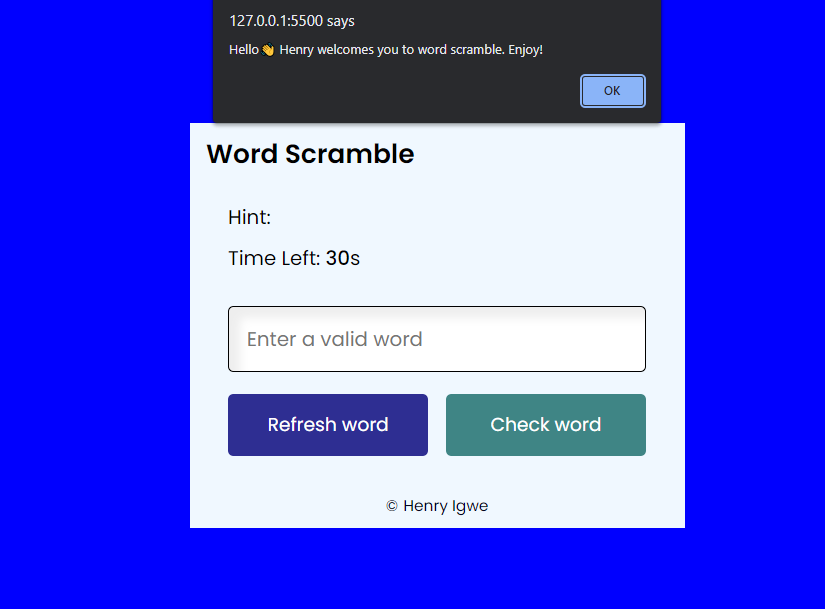 127.0.0.1:5500 says
Hello👋 Henry welcomes you to word scramble. Enjoy!
OK
Word Scramble
Hint:
Time Left: 30s
Enter a valid word
Refresh word
Check word
© Henry Igwe